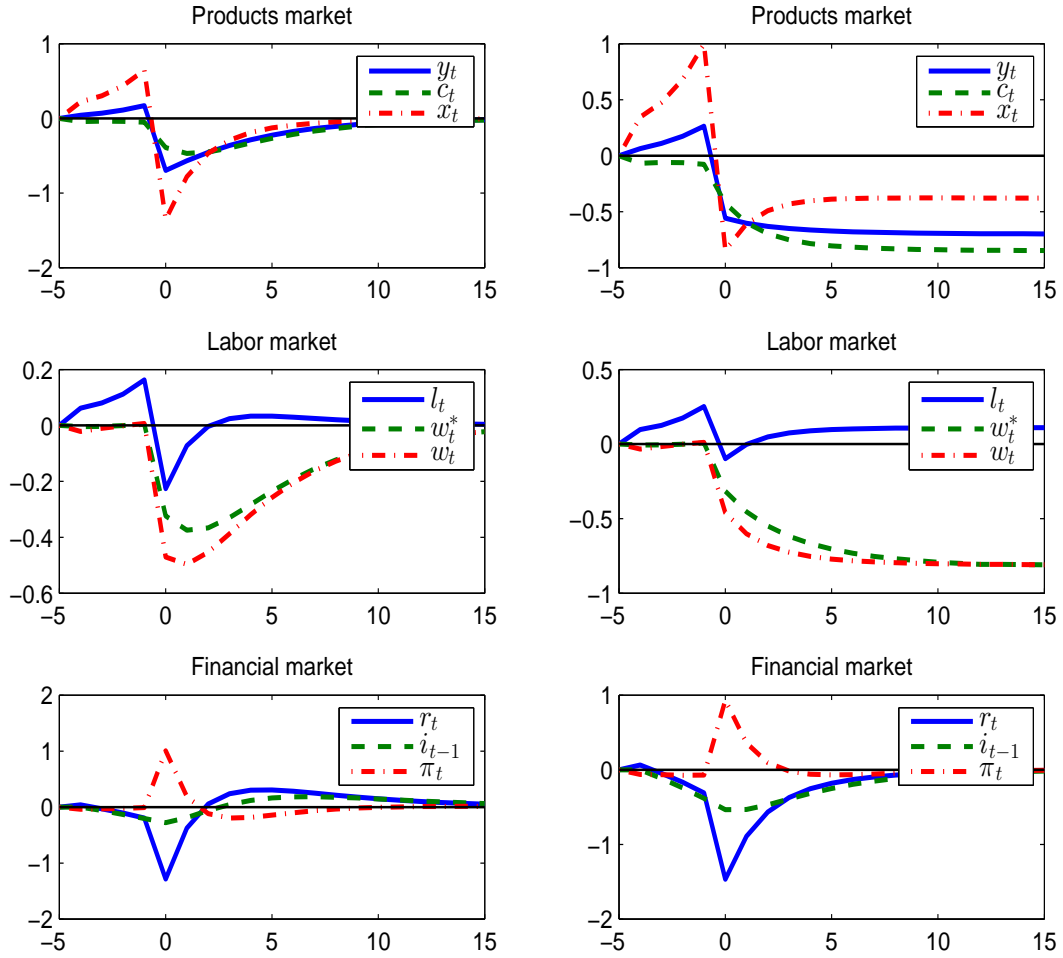 Products market
1
0
−1
−2
−5
0
5
10
15
y_t
c_t
x_t
Products market
1
0.5
0
−0.5
−1
−5
0
5
10
15
y_t
c_t
x_t
Labor market
0.2
0
−0.2
−0.4
−0.6
−5
0
5
10
15
l_t
w_t^*
w_t
Labor market
0.5
0
−0.5
−1
−5
0
5
10
15
l_t
w_t^*
w_t
Financial market
2
1
0
−1
−2
−5
0
5
10
15
r_t
i_{t−1}
π_t
Financial market
1
0
−1
−2
−5
0
5
10
15
r_t
i_{t−1}
π_t